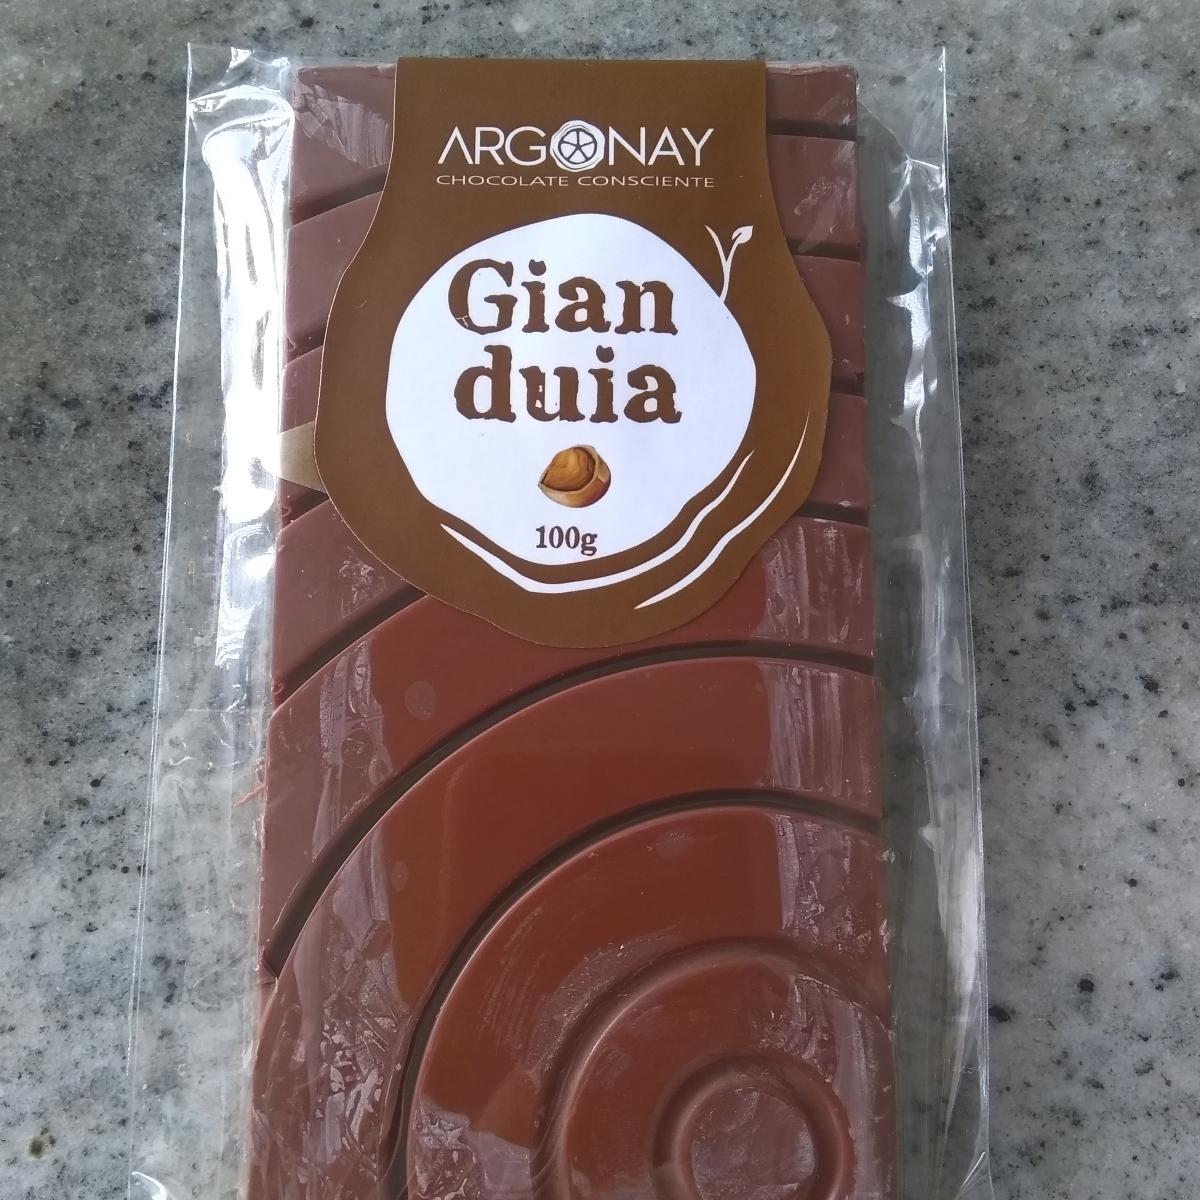 ARGONAY
CHOCOLATE CONSCIENTE
Gian
duia
100g